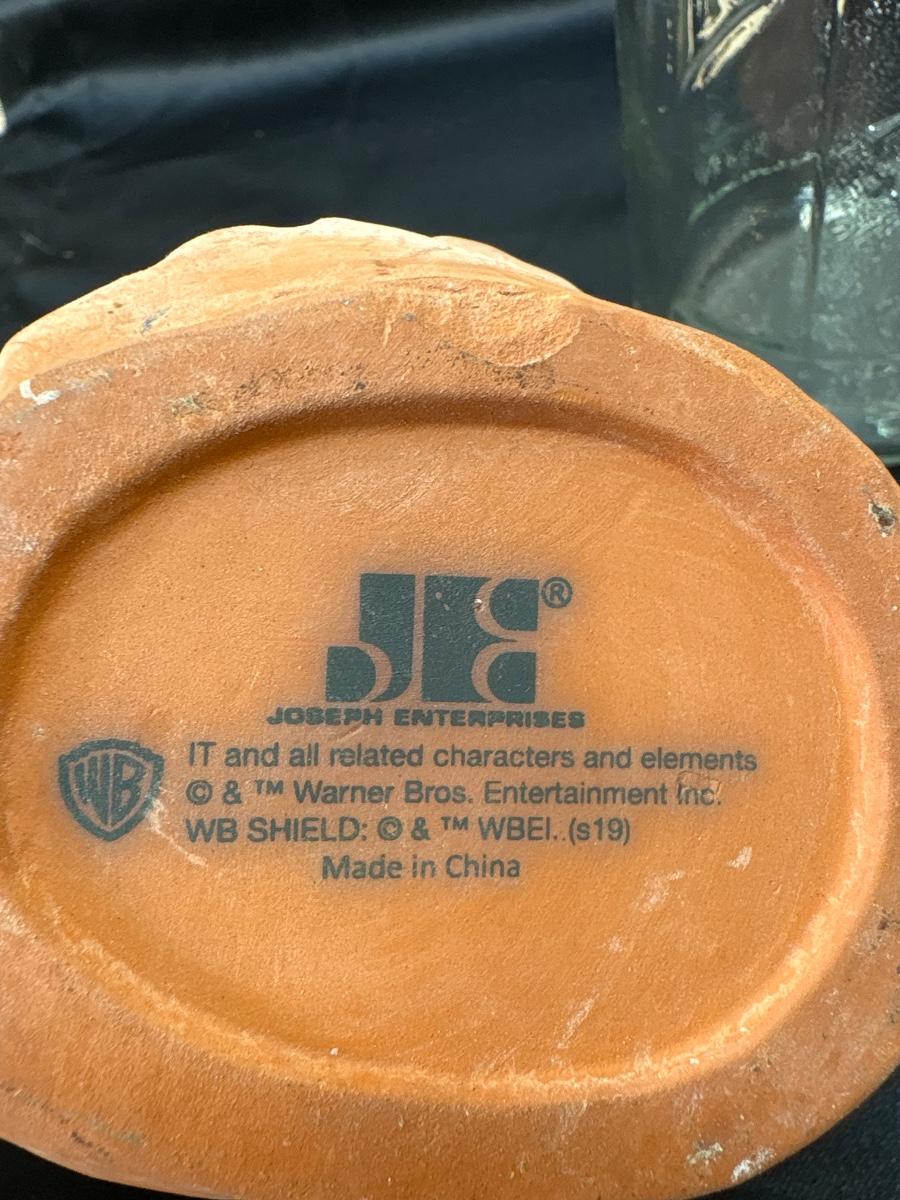 JE®
JOSEPH ENTERPRISES
WB
IT and all related characters and elements
© & ™ Warner Bros. Entertainment Inc.
WB SHIELD: © & ™ WBEI..(s19)
Made in China